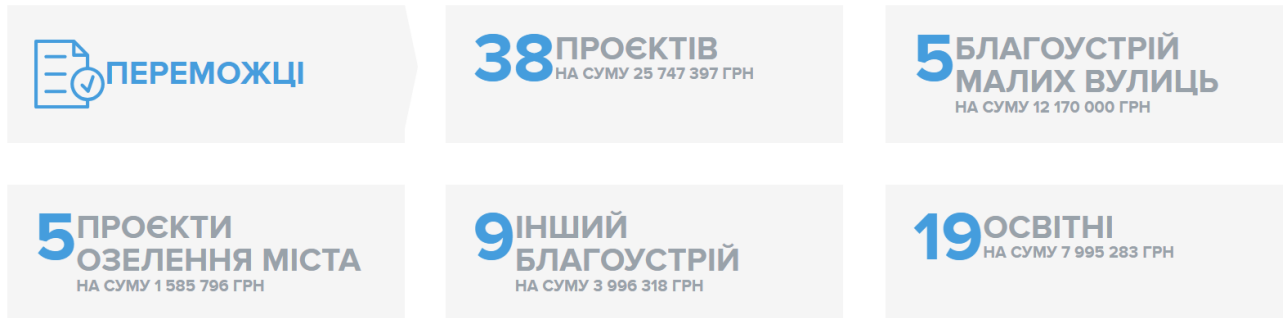 ПЕРЕМОЖЦІ
38 ПРОЄКТІВ
НА СУМУ 25 747 397 ГРН
5 БЛАГОУСТРІЙ
МАЛИХ ВУЛИЦЬ
НА СУМУ 12 170 000 ГРН
5 ПРОЄКТИ
ОЗЕЛЕННЯ МІСТА
НА СУМУ 1 585 796 ГРН
9 ІНШИЙ
БЛАГОУСТРІЙ
НА СУМУ 3 996 318 ГРН
19 ОСВІТНІ
НА СУМУ 7 995 283 ГРН